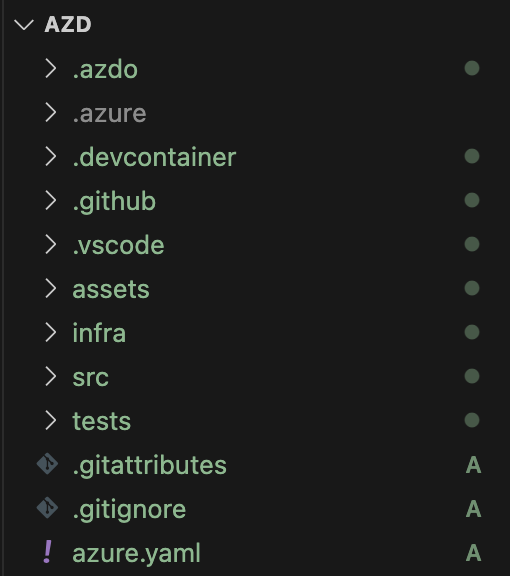 AZD
.azdo
.azure
.devcontainer
.github
.vscode
assets
infra
src
tests
.gitattributes A
.gitignore A
! azure.yaml A